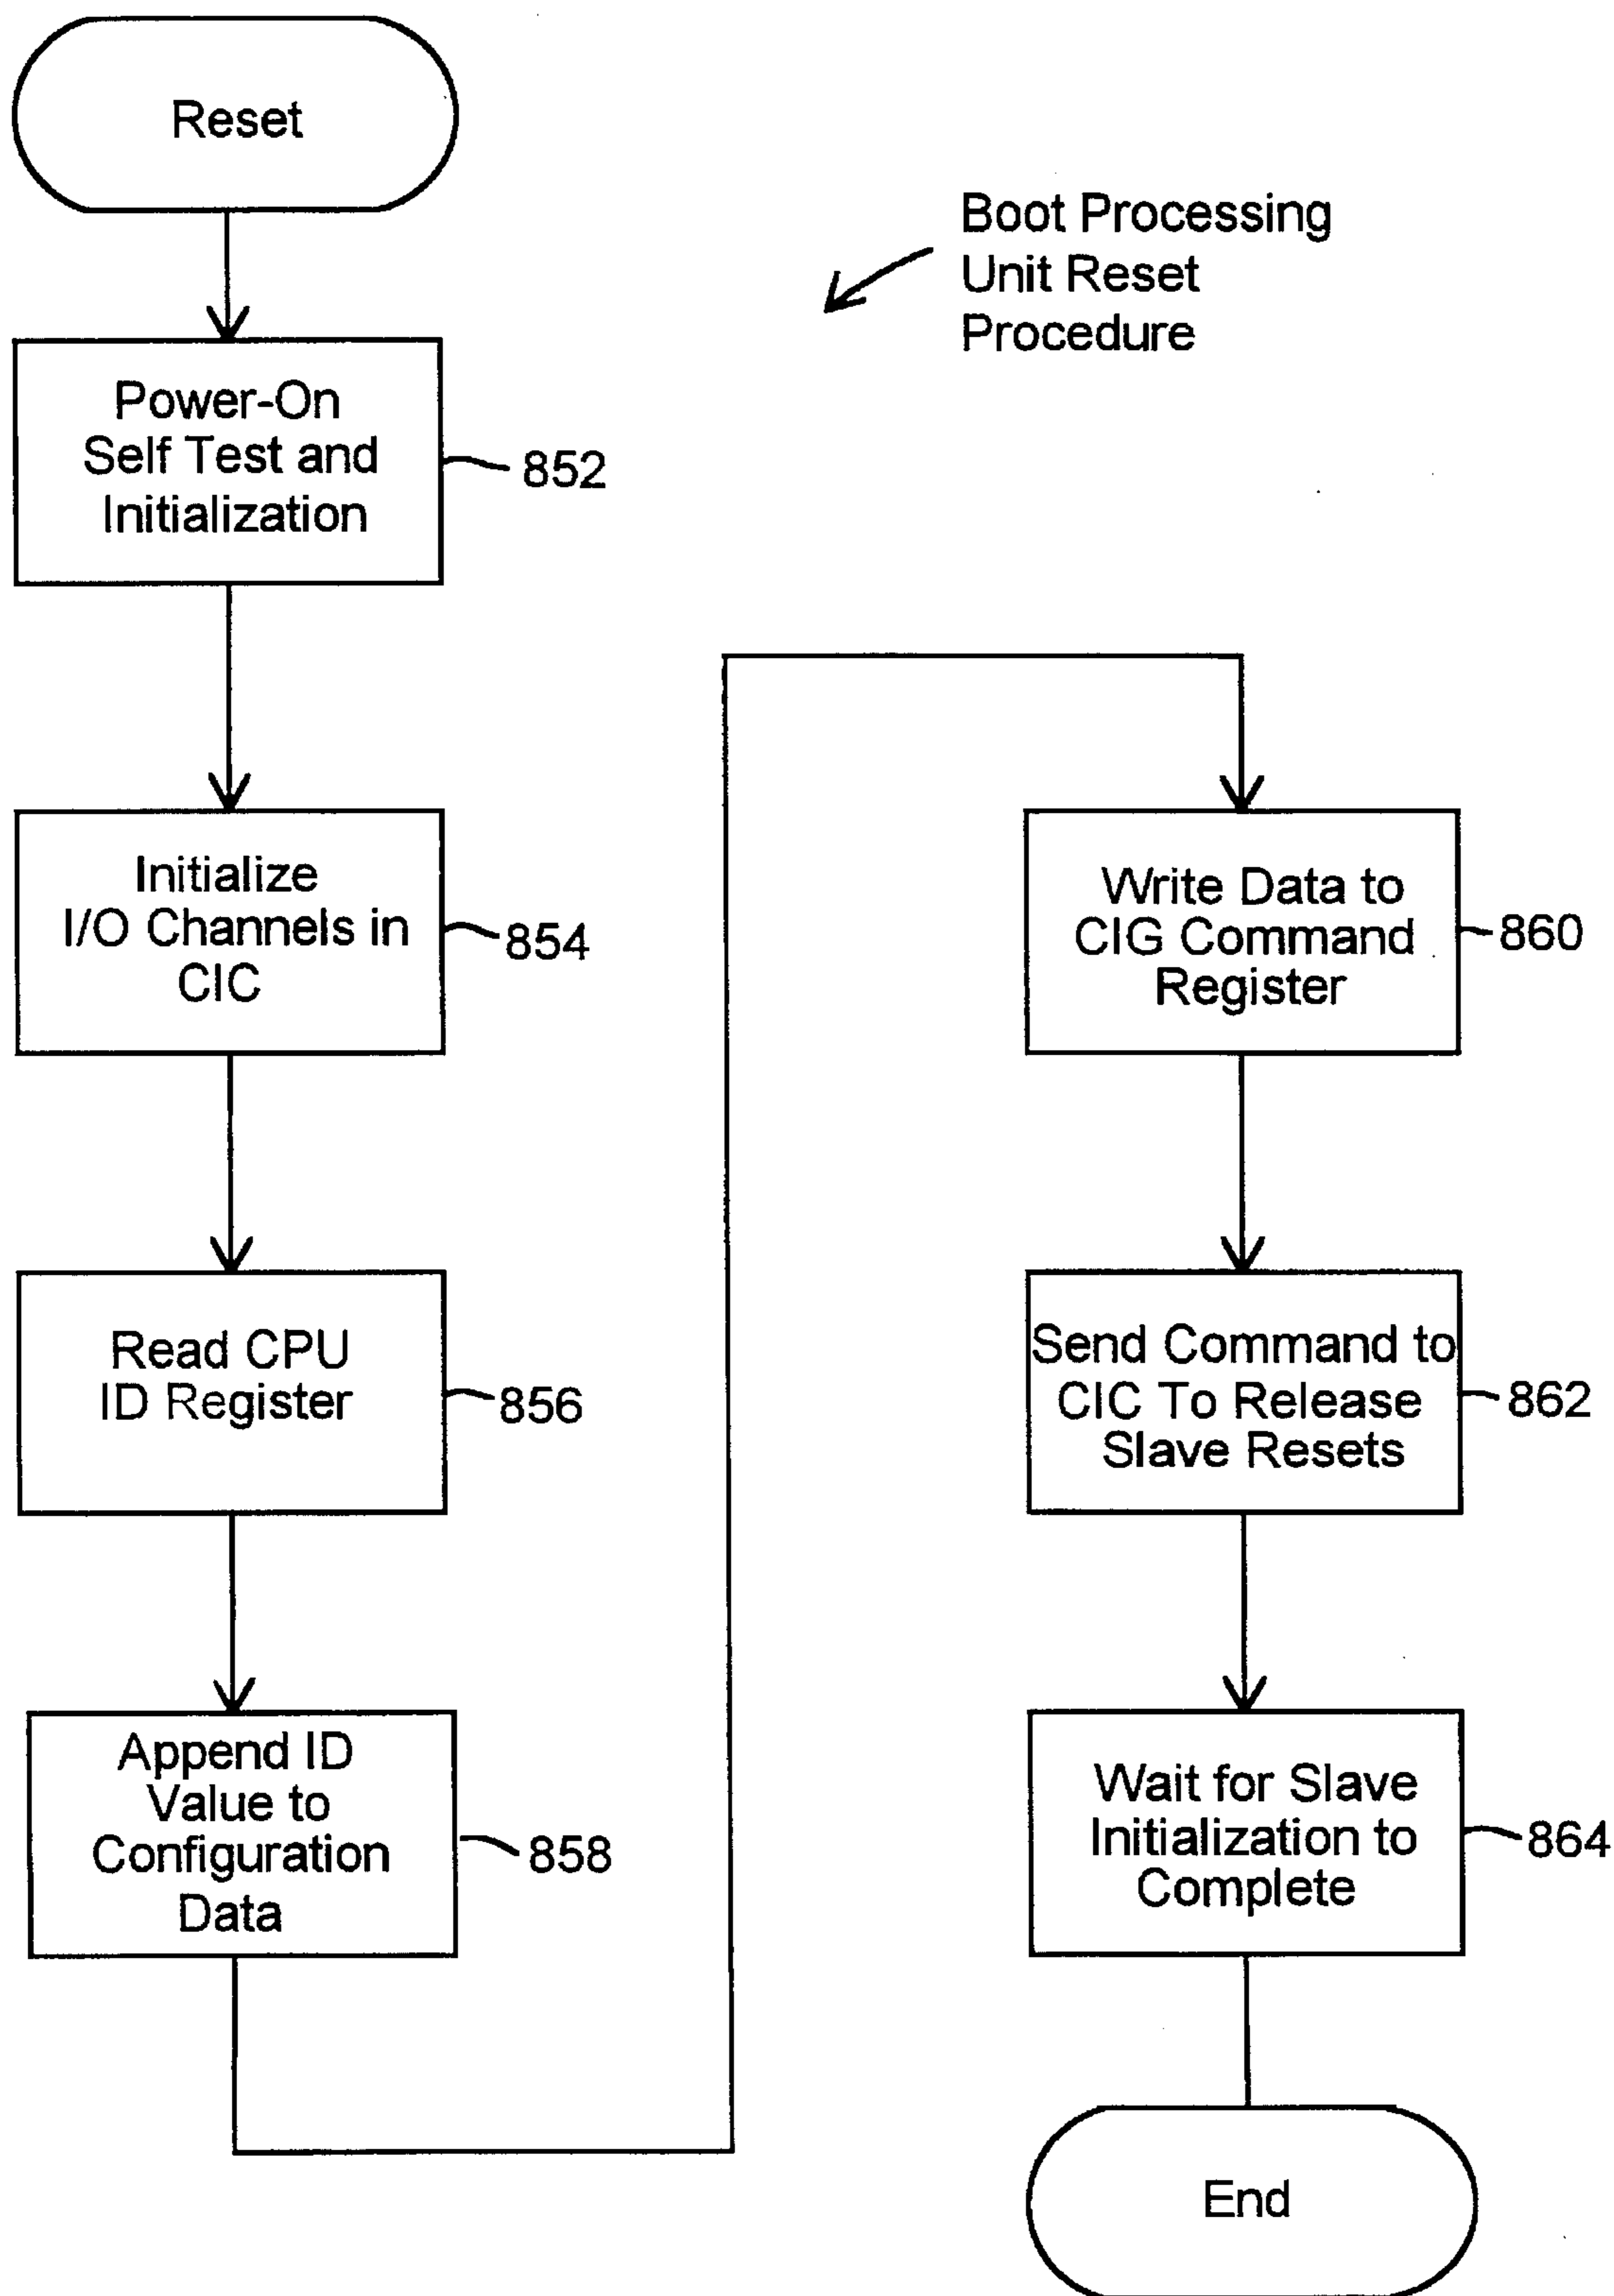 Reset
Boot Processing
Unit Reset
Procedure
Power-On
Self Test and
Initialization
852
Initialize
I/O Channels in
CIC
854
Read CPU
ID Register
856
Append ID
Value to
Configuration
Data
858
Write Data to
CIG Command
Register
860
Send Command to
CIC To Release
Slave Resets
862
Wait for Slave
Initialization to
Complete
864
End